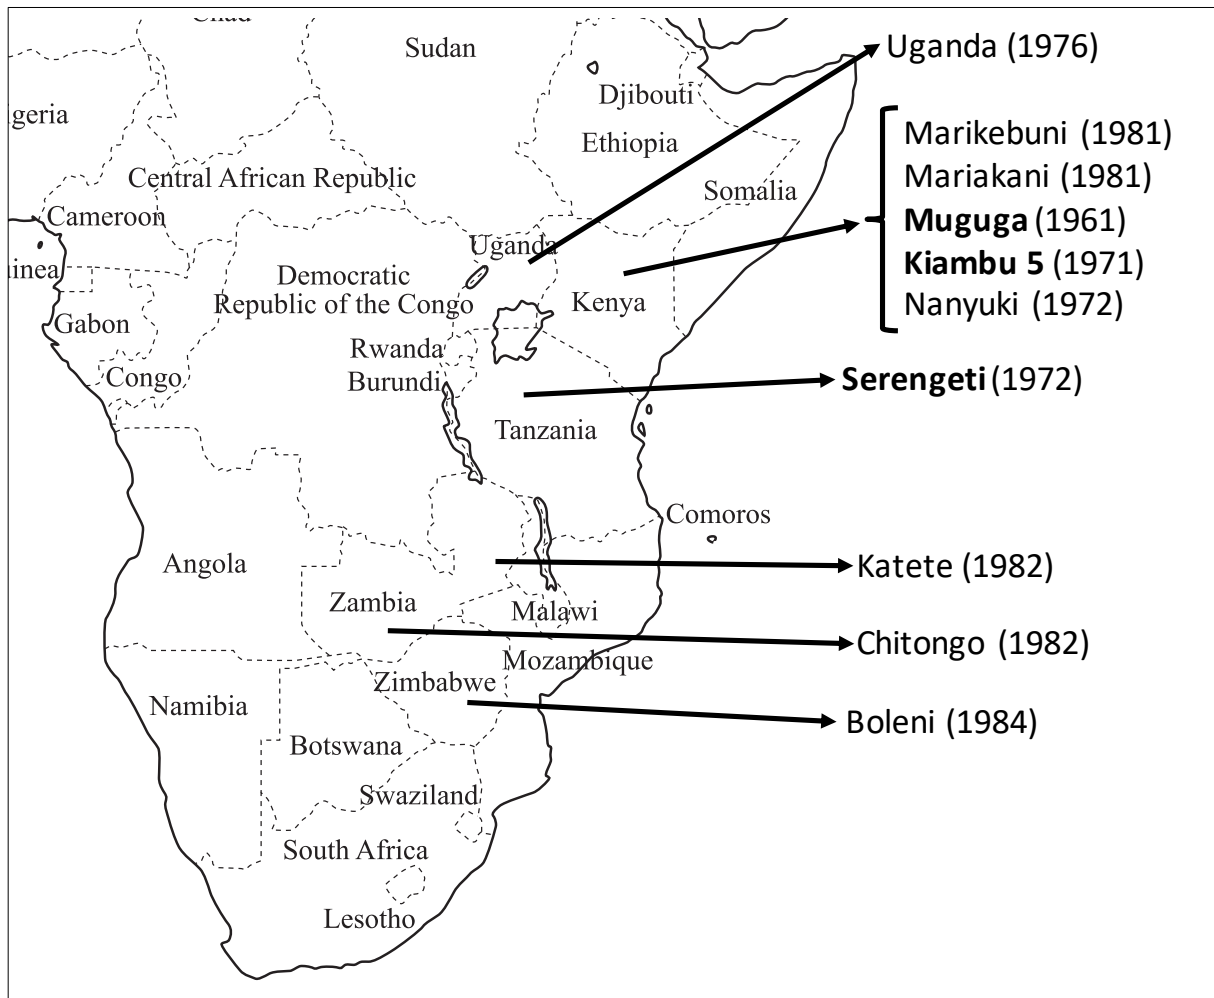 Chad
Sudan
Uganda (1976)
Djibouti
geria
Ethiopia
Marikebuni (1981)
Central African Republic
Somalia
Mariakani (1981)
Cameroon
Muguga (1961)
Uganda
Kiambu 5 (1971)
uinea
Democratic
Republic of the Congo
Kenya
Nanyuki (1972)
Gabon
Rwanda
Congo
Burundi
Serengeti (1972)
Tanzania
Comoros
Angola
Katete (1982)
Zambia
Malawi
Chitongo (1982)
Mozambique
Zimbabwe
Namibia
Boleni (1984)
Botswana
Swaziland
South Africa
Lesotho